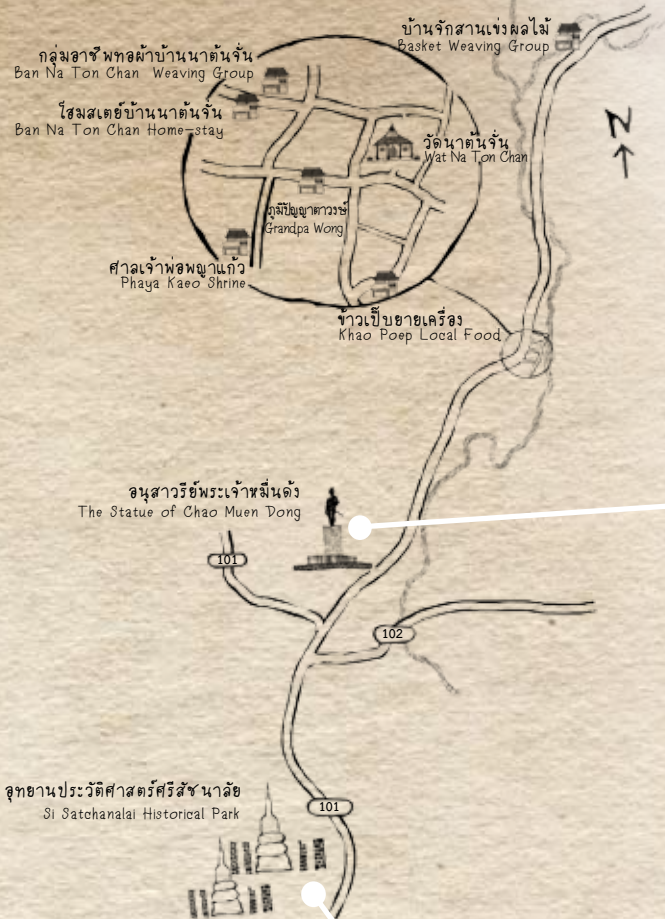 บ้านจักสานเข่งผลไม้
Basket Weaving Group
กลุ่มอาชีพทอผ้าบ้านนาต้นจั่น
Ban Na Ton Chan Weaving Group
โฮมสเตย์บ้านนาต้นจั่น
Ban Na Ton Chan Home-stay
N
วัดนาต้นจั่น
Wat Na Ton Chan
ภูมิปัญญาตาวงษ์
Grandpa Wong
ศาลเจ้าพ่อพญาแก้ว
Phaya Kaeo Shrine
ข้าวเปิ๊บยายเครื่อง
Khao Poep Local Food
อนุสาวรีย์พระเจ้าหมื่นด้ง
The Statue of Chao Muen Dong
101
102
อุทยานประวัติศาสตร์ศรีสัชนาลัย
Si Satchanalai Historical Park
101